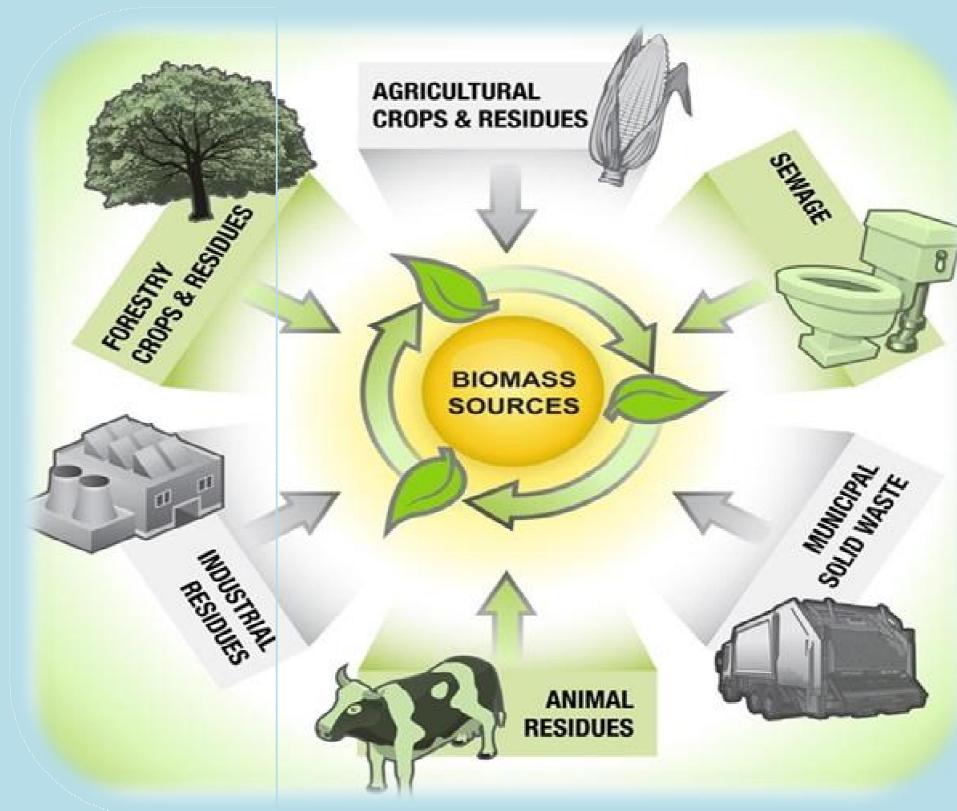 AGRICULTURAL
CROPS & RESIDUES
SEWAGE
FORESTRY
CROPS & RESIDUES
BIOMASS
SOURCES
MUNICIPAL
SOLID WASTE
INDUSTRIAL
RESIDUES
ANIMAL
RESIDUES